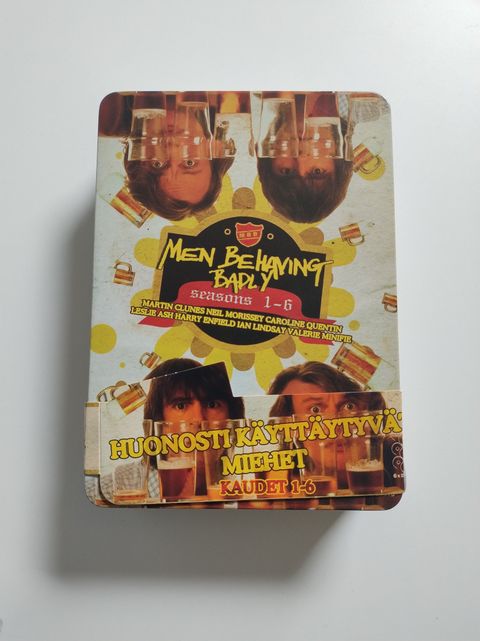 MEN BEHAVING
BADLY
seasons 1-6
MARTIN CLUNES NEIL MORISSEY CAROLINE QUENTIN
LESLIE ASH HARRY ENFIELD IAN LINDSAY VALERIE MINIFIE
HUONOSTI KÄYTTÄYTYVÄT
MIEHET
KAUDET 1-6